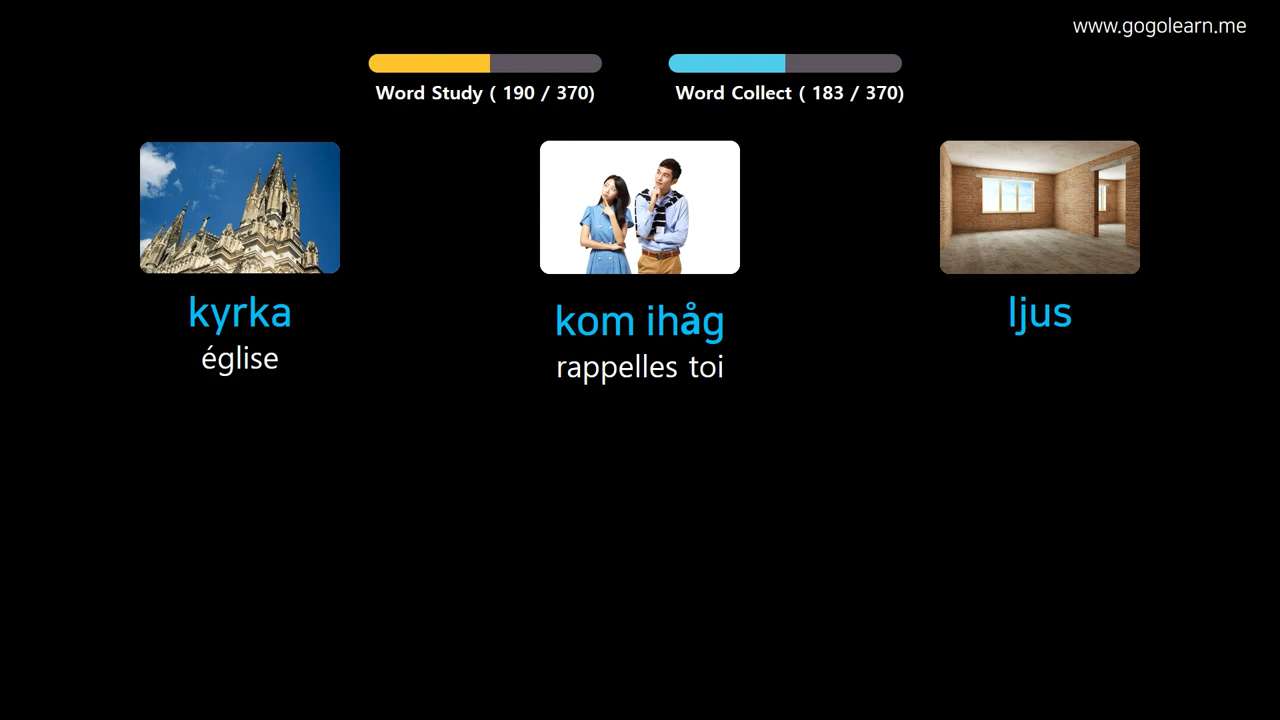 www.gogolearn.me
Word Study ( 190 / 370)
Word Collect ( 183 / 370)
kyrka
église
kom ihåg
rappelles toi
ljus